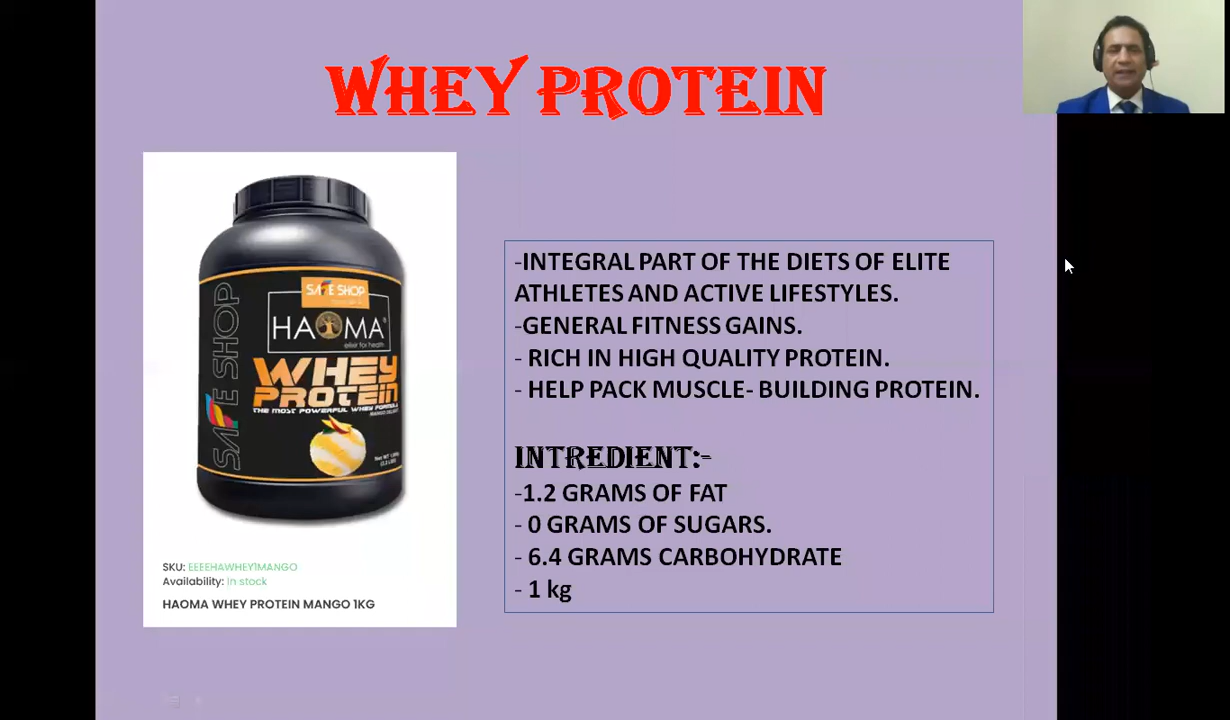 WHEY PROTEIN
SAFE SHOP
SAFE SHOP
HAOMA
elixir for health
WHEY
PROTEIN
THE MOST POWERFUL WHEY FORMULA
SKU: EEEEHAWHEY1MANGO
Availability: In stock
HAOMA WHEY PROTEIN MANGO 1KG
-INTEGRAL PART OF THE DIETS OF ELITE
ATHLETES AND ACTIVE LIFESTYLES.
-GENERAL FITNESS GAINS.
- RICH IN HIGH QUALITY PROTEIN.
- HELP PACK MUSCLE- BUILDING PROTEIN.
INTREDIENT:-
-1.2 GRAMS OF FAT
- 0 GRAMS OF SUGARS.
- 6.4 GRAMS CARBOHYDRATE
- 1 kg